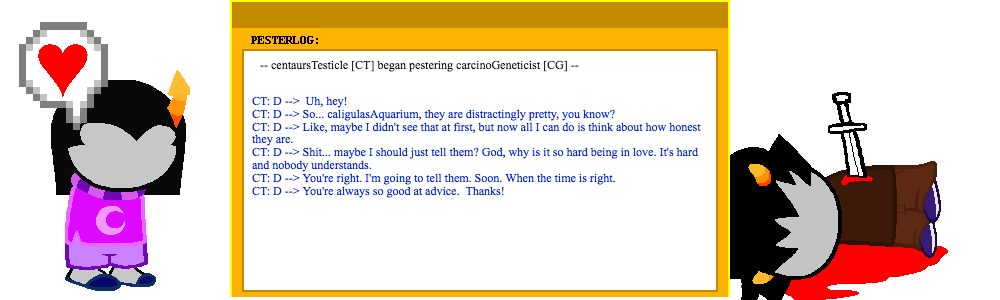 PESTERLOG:
-- centaursTesticle [CT] began pestering carcinoGeneticist [CG] --
CT: D --> Uh, hey!
CT: D --> So... caligulasAquarium, they are distractingly pretty, you know?
CT: D --> Like, maybe I didn't see that at first, but now all I can do is think about how honest
they are.
CT: D --> Shit... maybe I should just tell them? God, why is it so hard being in love. It's hard
and nobody understands.
CT: D --> You're right. I'm going to tell them. Soon. When the time is right.
CT: D --> You're always so good at advice.  Thanks!